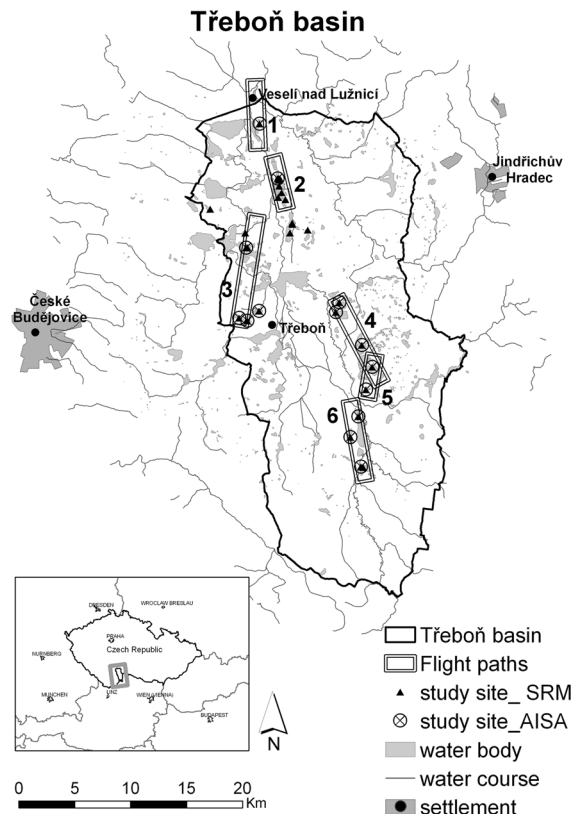 Třeboň basin
Veselí nad Lužnicí
1
Jindřichův
Hradec
2
3
České
Budějovice
Třeboň
4
5
6
DRESDEN
WROCLAW BRESLAU
PRAHA
Czech Republic
NURNBERG
MUNCHEN
LINZ
WIEN (VIENNA)
BUDAPEST
N
Třeboň basin
Flight paths
study site_ SRM
study site_AISA
water body
water course
settlement
0 5 10 15 20
Km